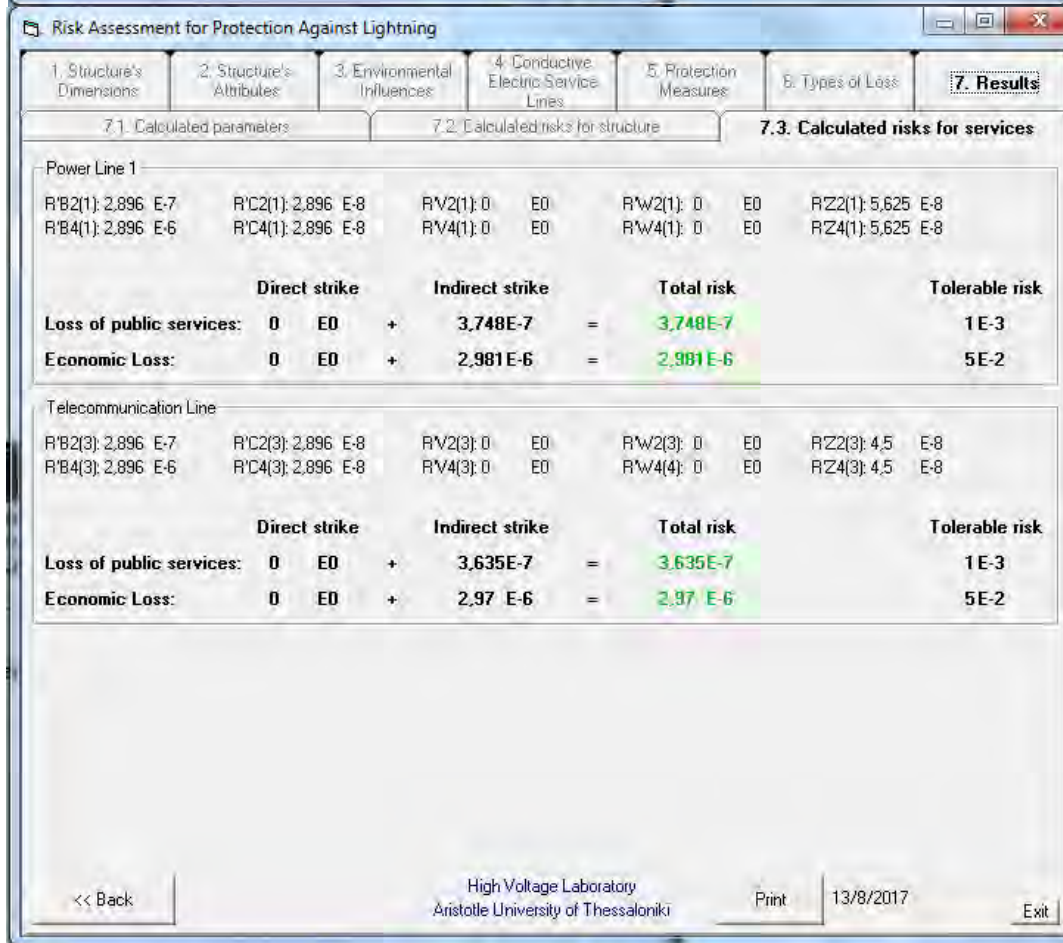 Risk Assessment for Protection Against Lightning
1. Structure's Dimensions 2. Structure's Attributes 3. Environmental Influences 4. Conductive Electric Service Lines 5. Protection Measures 6. Types of Loss 7. Results
7.1. Calculated parameters 7.2. Calculated risks for structure 7.3. Calculated risks for services
Power Line 1
R'B2(1): 2,896 E-7 R'C2(1): 2,896 E-8 R'V2(1): 0 E0 R'W2(1): 0 E0 R'Z2(1): 5,625 E-8
R'B4(1): 2,896 E-6 R'C4(1): 2,896 E-8 R'V4(1): 0 E0 R'W4(1): 0 E0 R'Z4(1): 5,625 E-8
Direct strike Indirect strike Total risk Tolerable risk
Loss of public services: 0 E0 + 3,748E-7 = 3,748E-7 1E-3
Economic Loss: 0 E0 + 2,981E-6 = 2,981E-6 5E-2
Telecommunication Line
R'B2(3): 2,896 E-7 R'C2(3): 2,896 E-8 R'V2(3): 0 E0 R'W2(3): 0 E0 R'Z2(3): 4,5 E-8
R'B4(3): 2,896 E-6 R'C4(3): 2,896 E-8 R'V4(3): 0 E0 R'W4(4): 0 E0 R'Z4(3): 4,5 E-8
Direct strike Indirect strike Total risk Tolerable risk
Loss of public services: 0 E0 + 3,635E-7 = 3,635E-7 1E-3
Economic Loss: 0 E0 + 2,97 E-6 = 2,97 E-6 5E-2
<< Back
High Voltage Laboratory
Aristotle University of Thessaloniki
Print 13/8/2017 Exit